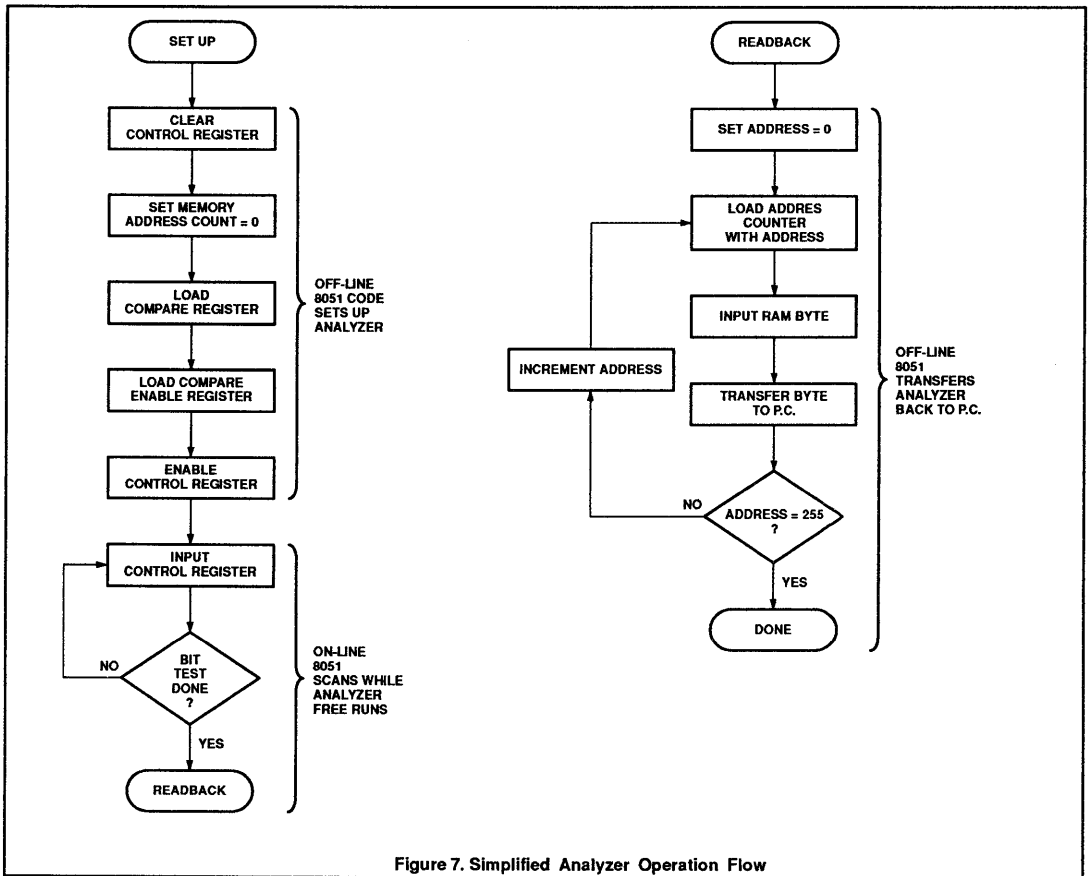 SET UP
CLEAR
CONTROL REGISTER
SET MEMORY
ADDRESS COUNT = 0
LOAD
COMPARE REGISTER
LOAD COMPARE
ENABLE REGISTER
ENABLE
CONTROL REGISTER
OFF-LINE
8051 CODE
SETS UP
ANALYZER
INPUT
CONTROL REGISTER
BIT
TEST
DONE
?
NO
YES
READBACK
ON-LINE
8051
SCANS WHILE
ANALYZER
FREE RUNS
READBACK
SET ADDRESS = 0
LOAD ADDRES
COUNTER
WITH ADDRESS
INPUT RAM BYTE
INCREMENT ADDRESS
TRANSFER BYTE
TO P.C.
NO
ADDRESS = 255
?
YES
DONE
OFF-LINE
8051
TRANSFERS
ANALYZER
BACK TO P.C.
Figure 7. Simplified Analyzer Operation Flow